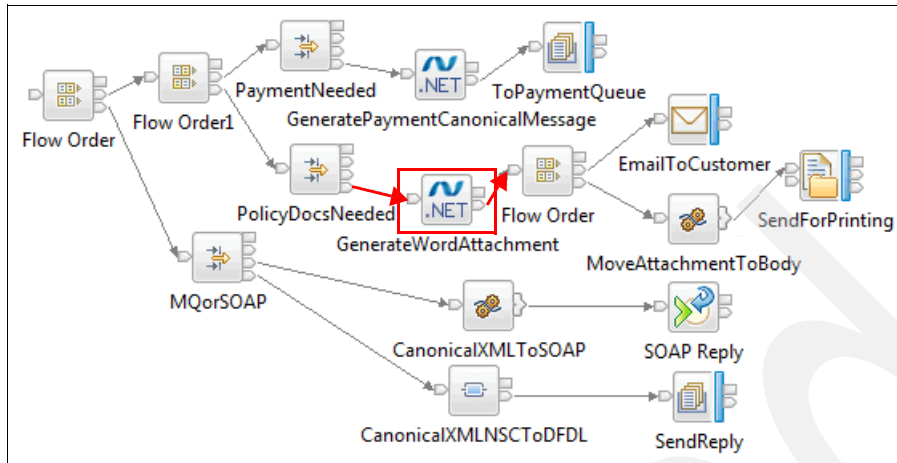 .NET
PaymentNeeded
ToPaymentQueue
Flow Order
Flow Order1
GeneratePaymentCanonicalMessage
EmailToCustomer
.NET
PolicyDocsNeeded
Flow Order
SendForPrinting
GenerateWordAttachment
MoveAttachmentToBody
MQorSOAP
CanonicalXMLToSOAP
SOAP Reply
CanonicalXMLNSCToDFDL
SendReply